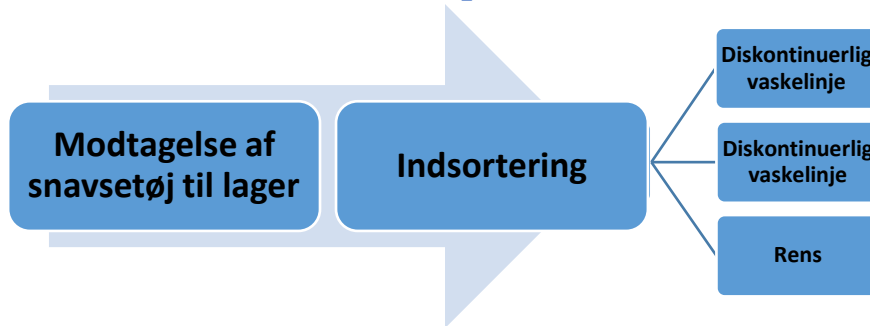 Modtagelse af
snavsetøj til lager
Indsortering
Diskontinuerlig
vaskelinje
Diskontinuerlig
vaskelinje
Rens